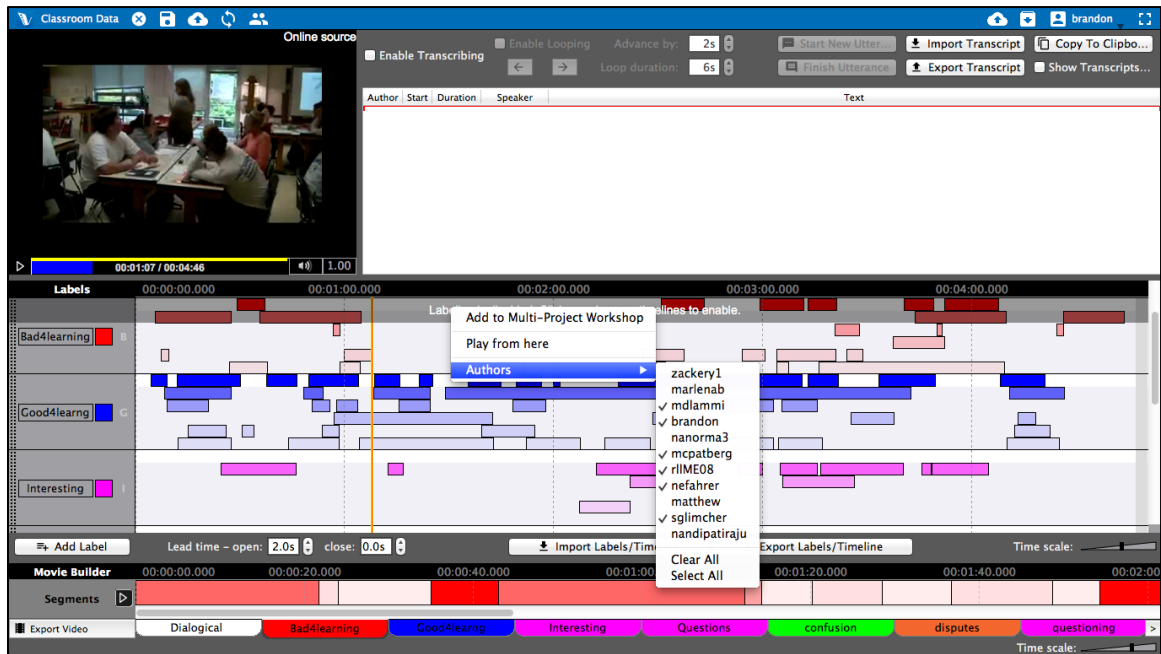 Classroom Data
brandon
Online source
Enable Transcribing
Enable Looping
Advance by:
2s
Start New Utter...
Import Transcript
Copy To Clipbo...
Loop duration:
6s
Finish Utterance
Export Transcript
Show Transcripts...
Author Start Duration Speaker Text
00:01:07 / 00:04:46
1.00
Labels 00:00:00.000 00:01:00.000 00:02:00.000 00:03:00.000 00:04:00.000
elines to enable.
Add to Multi-Project Workshop
Play from here
Authors
zackery1
marlenab
mdlammi
brandon
nanorma3
mcpatberg
rllME08
nefahrer
matthew
sglimcher
nandipatiraju
Clear All
Select All
Bad4learning B
Good4learng G
Interesting I
Add Label
Lead time – open: 2.0s close: 0.0s
Import Labels/Time
Export Labels/Timeline
Time scale:
Movie Builder 00:00:00.000 00:00:20.000 00:00:40.000 00:01:00 00:01:20.000 00:01:40.000 00:02:00
Segments
Export Video
Dialogical Bad4learning Good4learng Interesting Questions confusion disputes questioning >
Time scale: